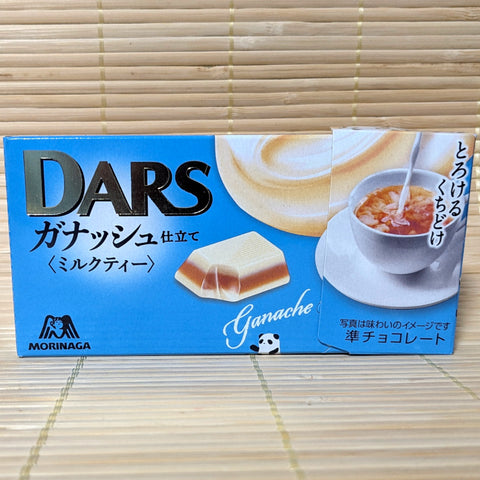 DARS
ガナッシュ仕立て
〈ミルクティー〉
MORINAGA
Ganache
とろける
くちどけ
写真は味わいのイメージです
準チョコレート